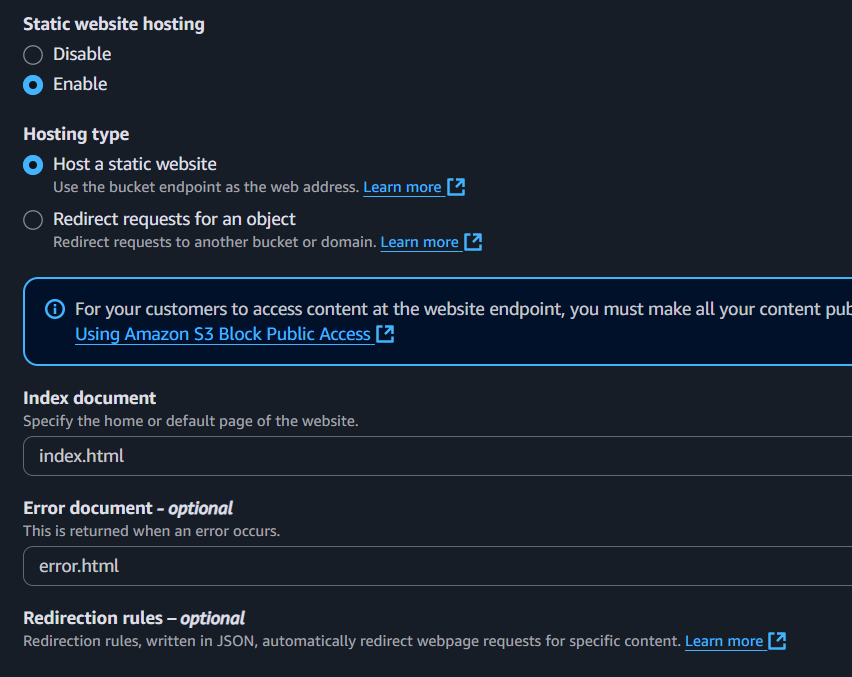 Static website hosting
Disable
Enable
Hosting type
Host a static website
Use the bucket endpoint as the web address. Learn more
Redirect requests for an object
Redirect requests to another bucket or domain. Learn more
For your customers to access content at the website endpoint, you must make all your content pub
Using Amazon S3 Block Public Access
Index document
Specify the home or default page of the website.
index.html
Error document - optional
This is returned when an error occurs.
error.html
Redirection rules – optional
Redirection rules, written in JSON, automatically redirect webpage requests for specific content. Learn more